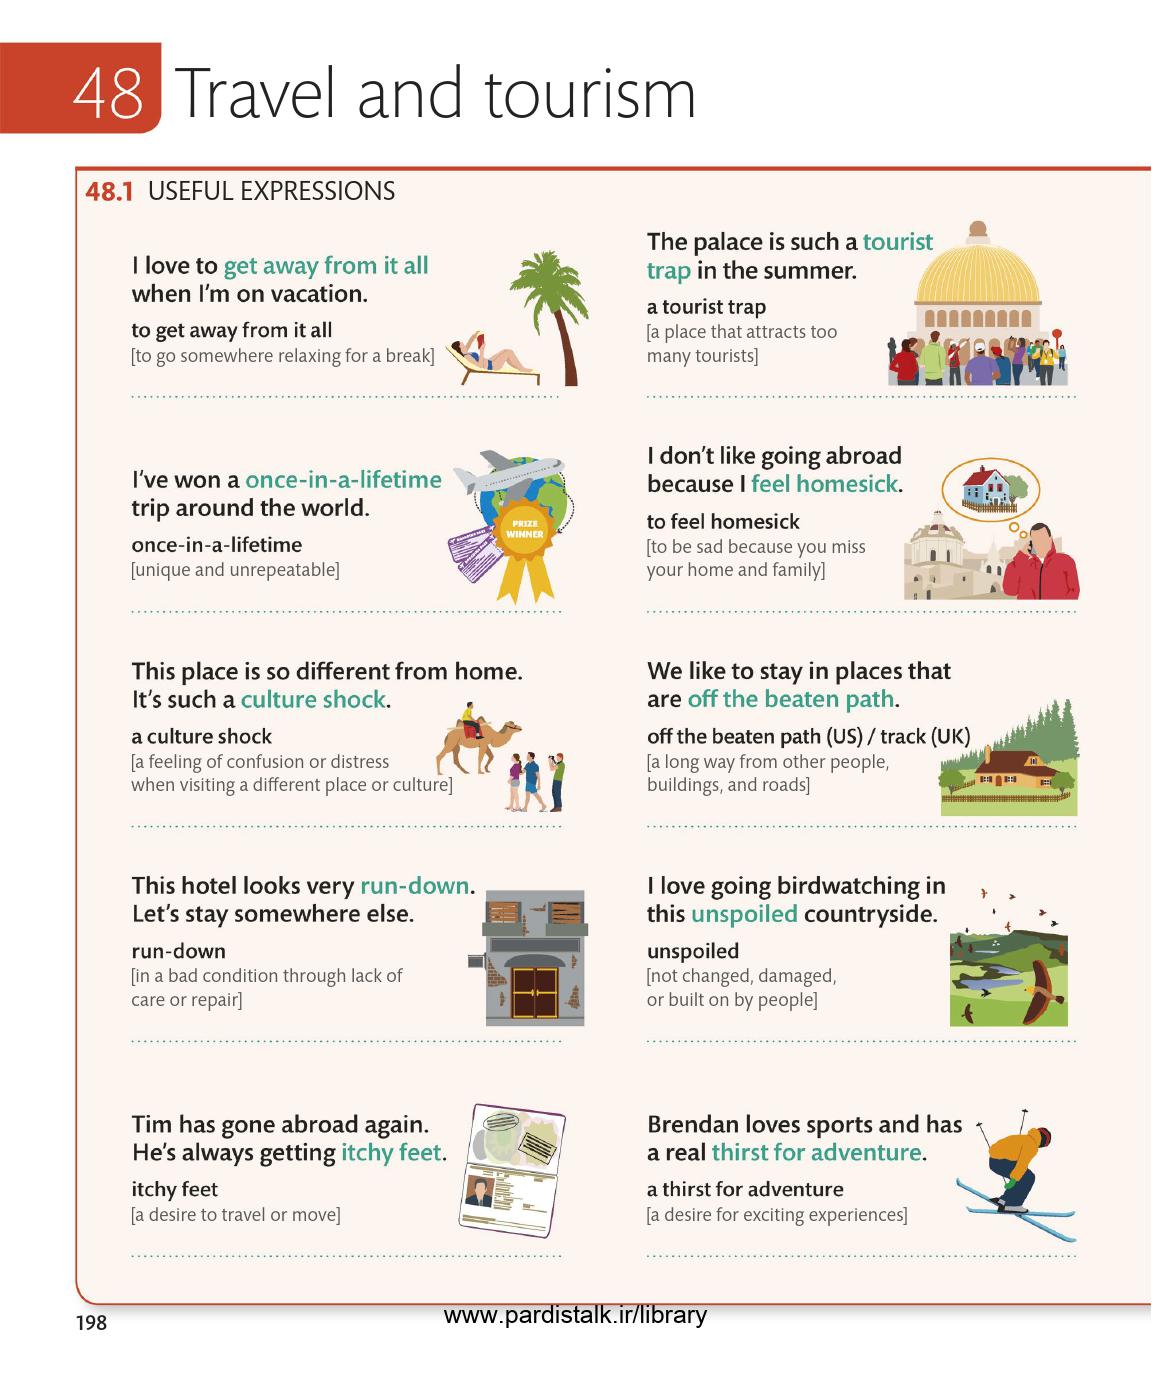 48 Travel and tourism
48.1 USEFUL EXPRESSIONS
I love to get away from it all
when I'm on vacation.
to get away from it all
[to go somewhere relaxing for a break]
The palace is such a tourist
trap in the summer.
a tourist trap
[a place that attracts too
many tourists]
I've won a once-in-a-lifetime
trip around the world.
once-in-a-lifetime
[unique and unrepeatable]
PRIZE
WINNER
I don't like going abroad
because I feel homesick.
to feel homesick
[to be sad because you miss
your home and family]
This place is so different from home.
It's such a culture shock.
a culture shock
[a feeling of confusion or distress
when visiting a different place or culture]
We like to stay in places that
are off the beaten path.
off the beaten path (US) / track (UK)
[a long way from other people,
buildings, and roads]
This hotel looks very run-down.
Let's stay somewhere else.
run-down
[in a bad condition through lack of
care or repair]
I love going birdwatching in
this unspoiled countryside.
unspoiled
[not changed, damaged,
or built on by people]
Tim has gone abroad again.
He's always getting itchy feet.
itchy feet
[a desire to travel or move]
Brendan loves sports and has
a real thirst for adventure.
a thirst for adventure
[a desire for exciting experiences]
198
www.pardistalk.ir/library